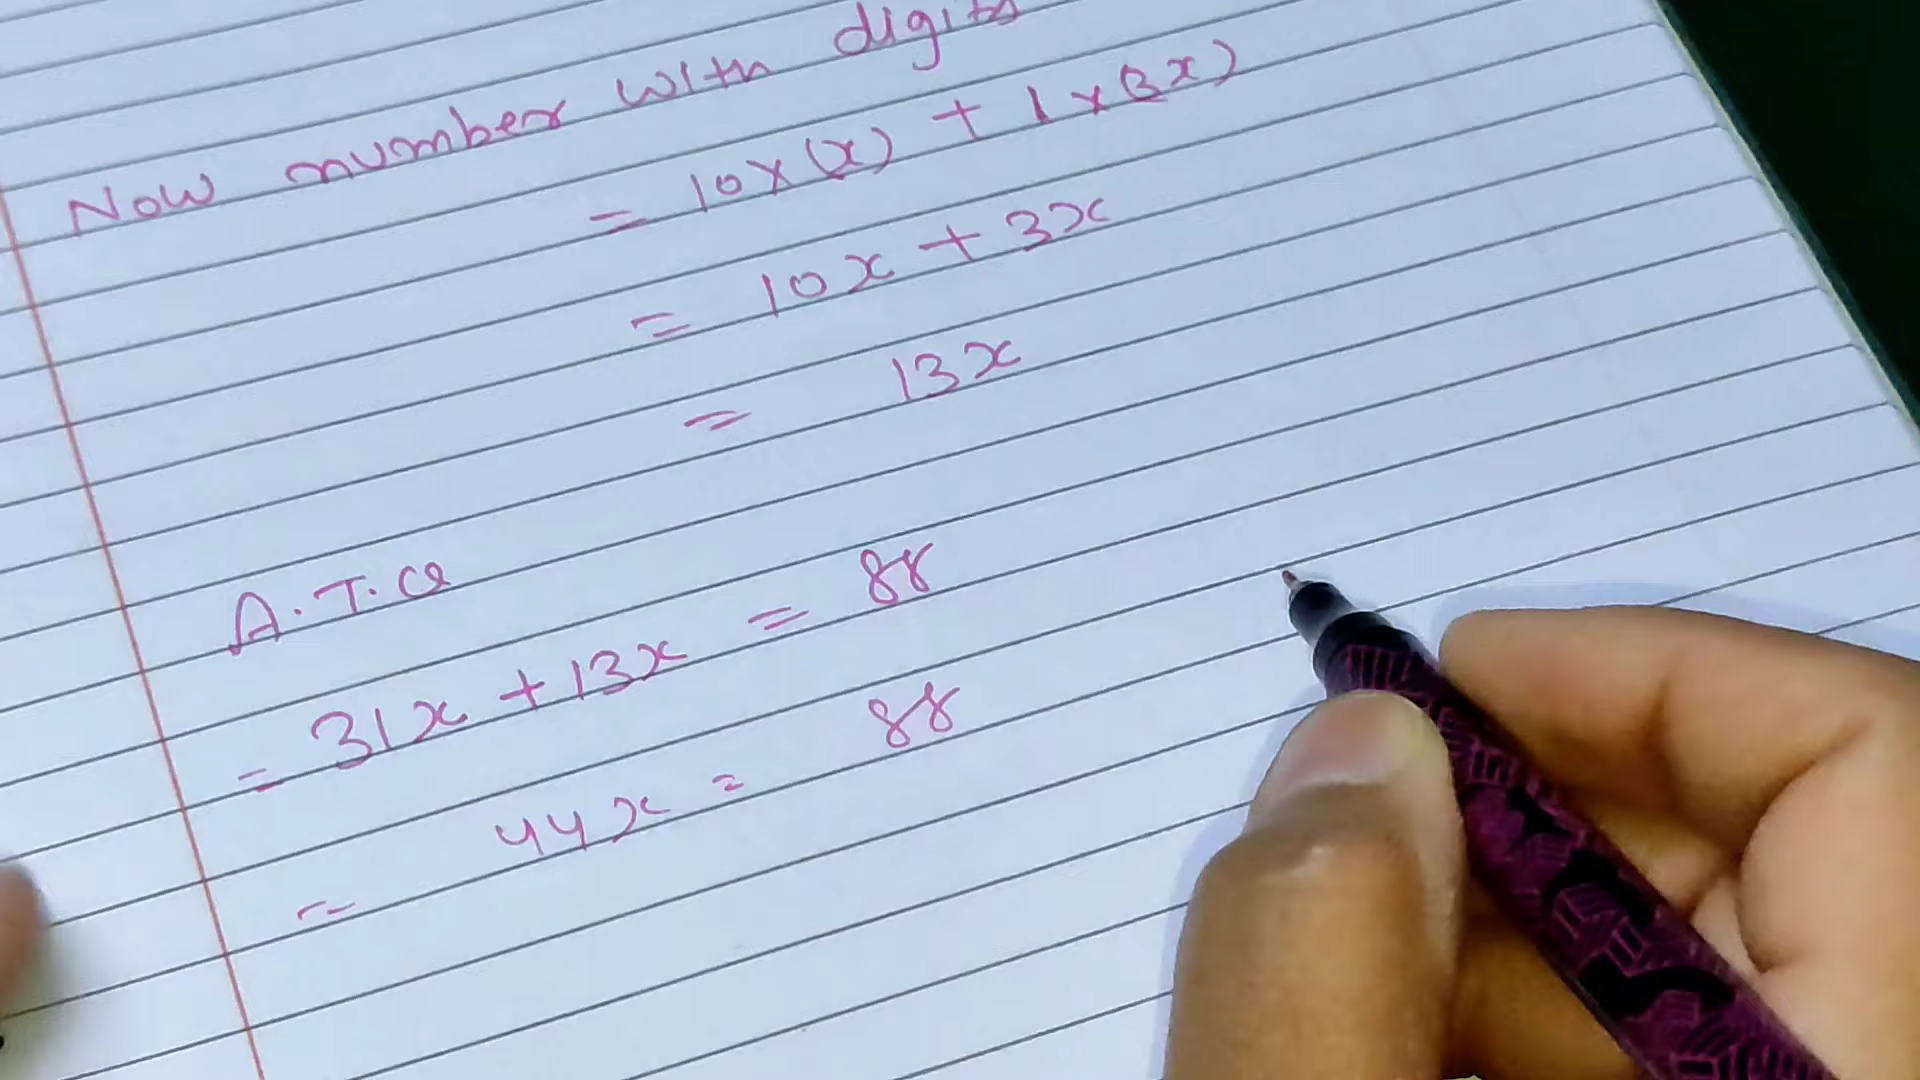 Now number with digits
= 10 x (x) + 1 x (3x)
= 10x + 3x
= 13x
A.T.Q
= 31x + 13x = 88
= 44x = 88